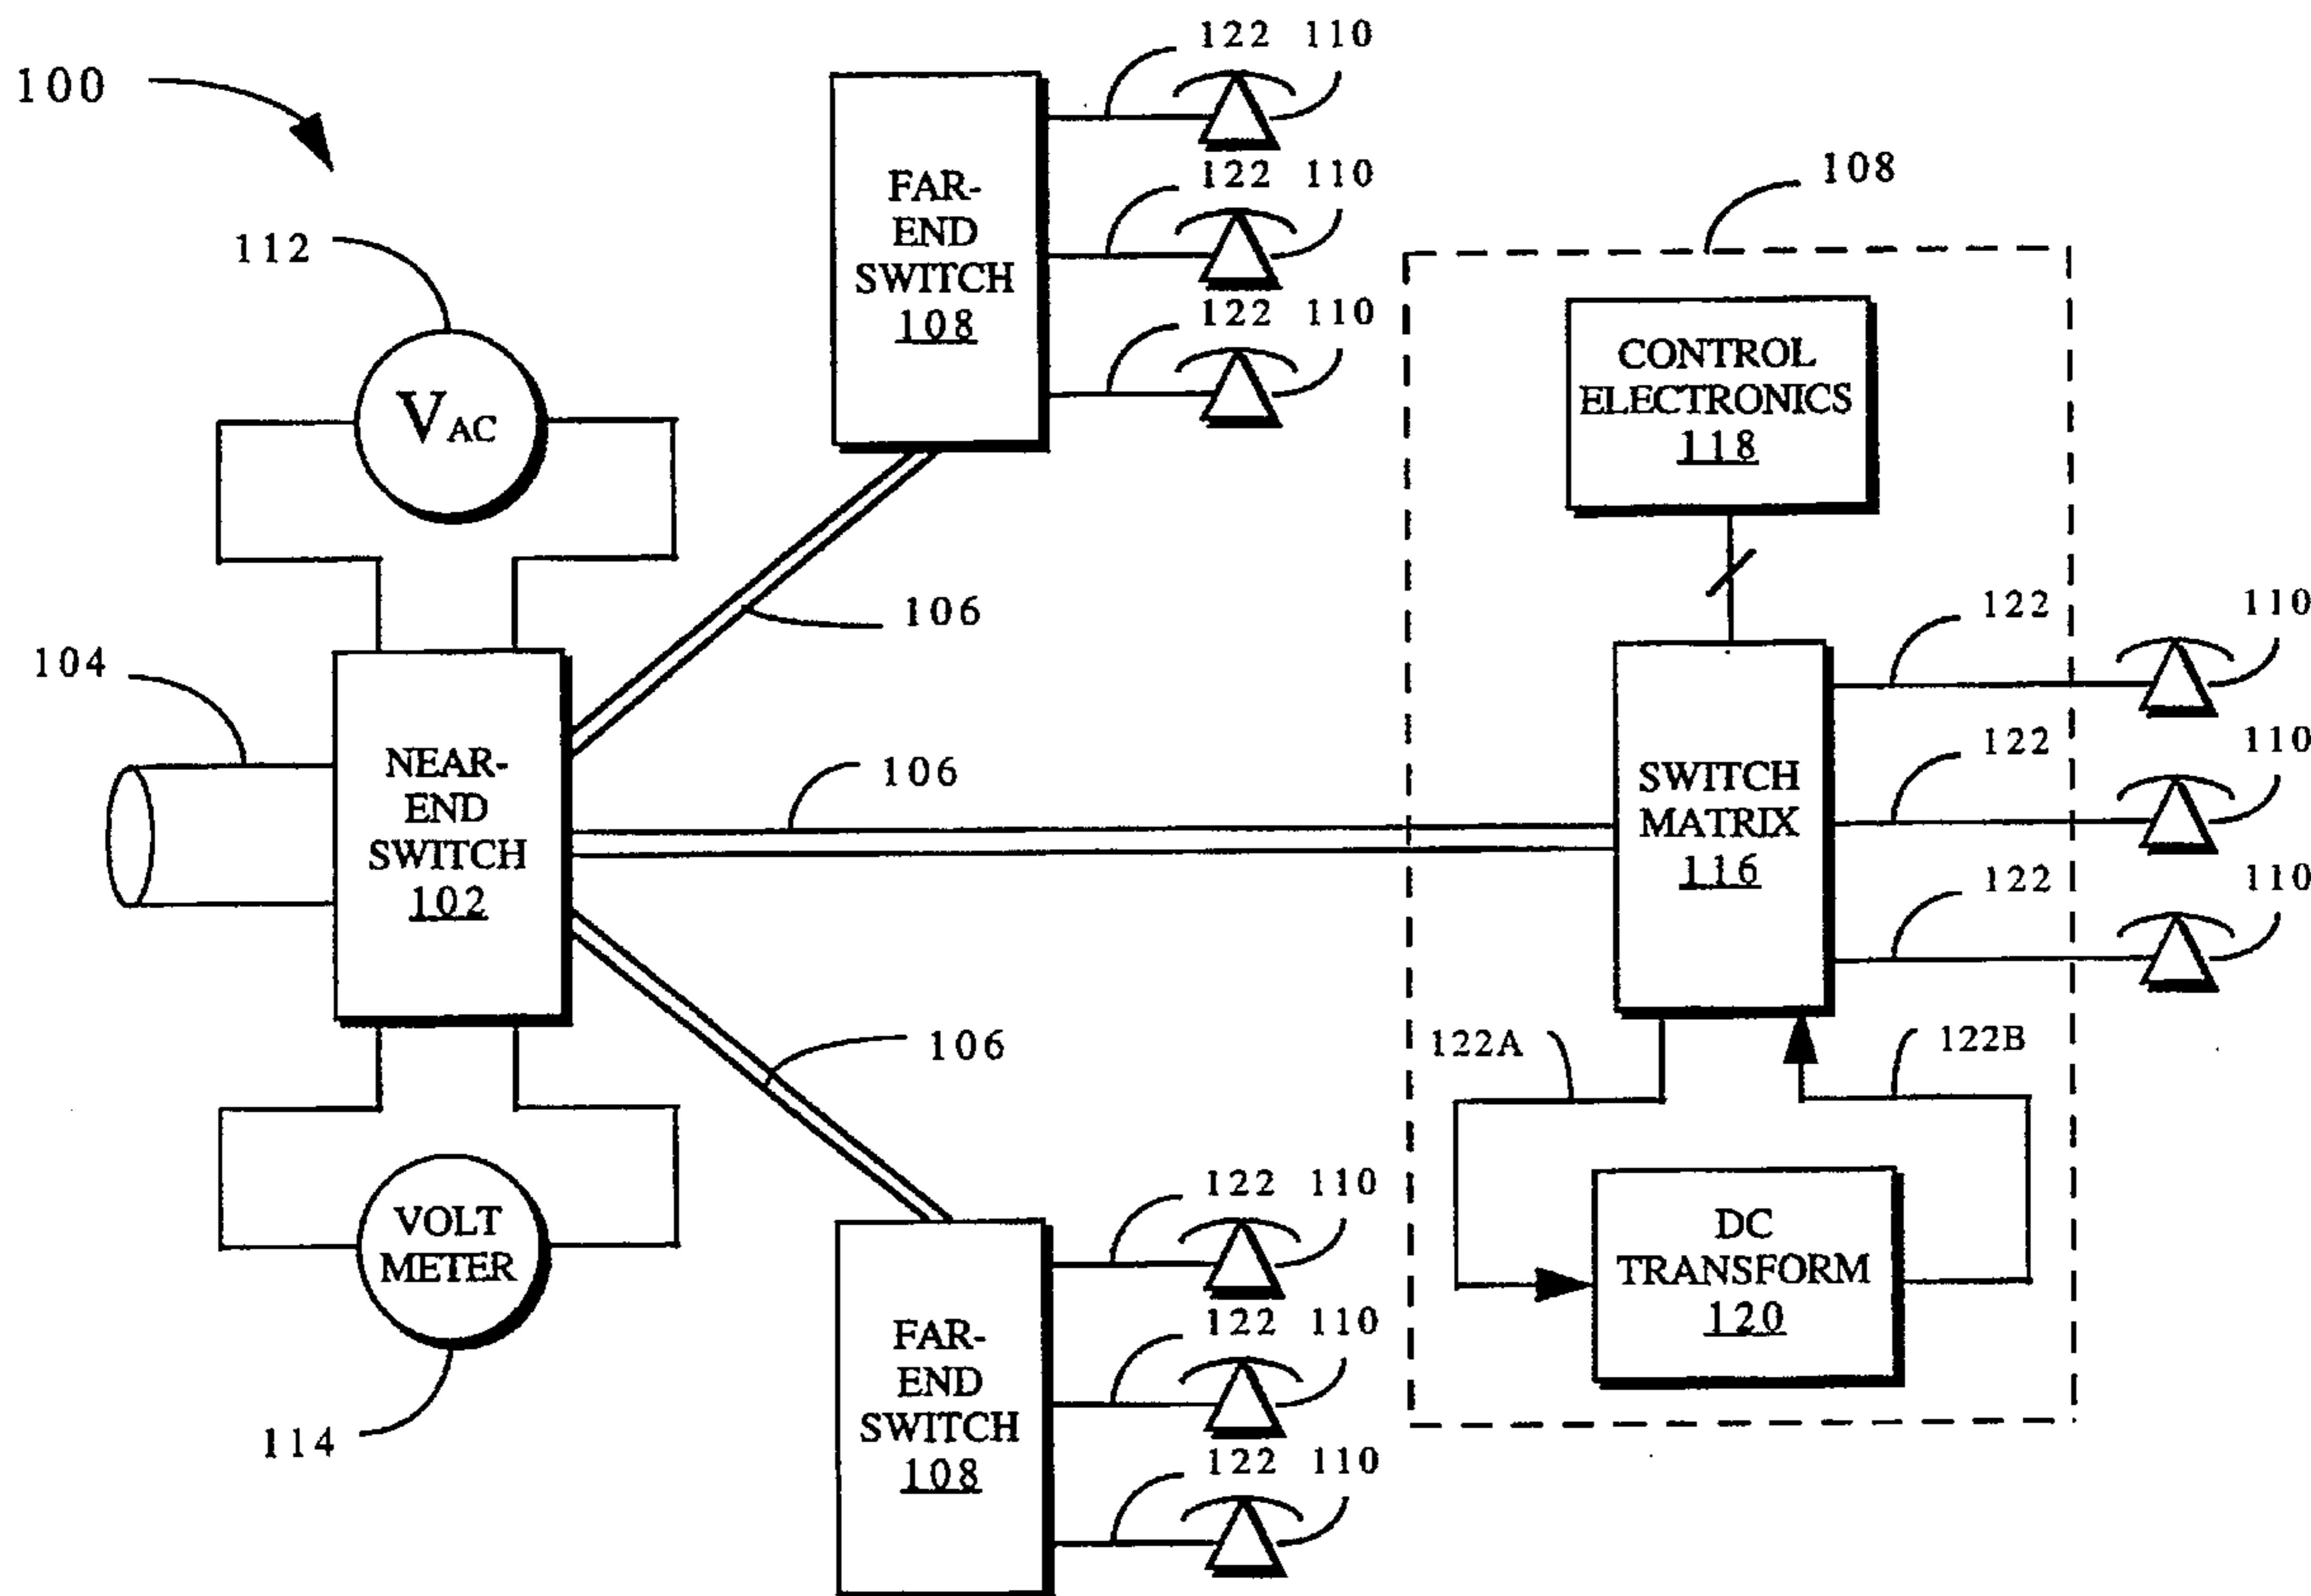 100
112
VAC
104
NEAR-
END
SWITCH
102
VOLT
METER
114
106
106
106
FAR-
END
SWITCH
108
122 110
122 110
122 110
FAR-
END
SWITCH
108
122 110
122 110
122 110
108
CONTROL
ELECTRONICS
118
SWITCH
MATRIX
116
122 110
122 110
122 110
122A
122B
DC
TRANSFORM
120